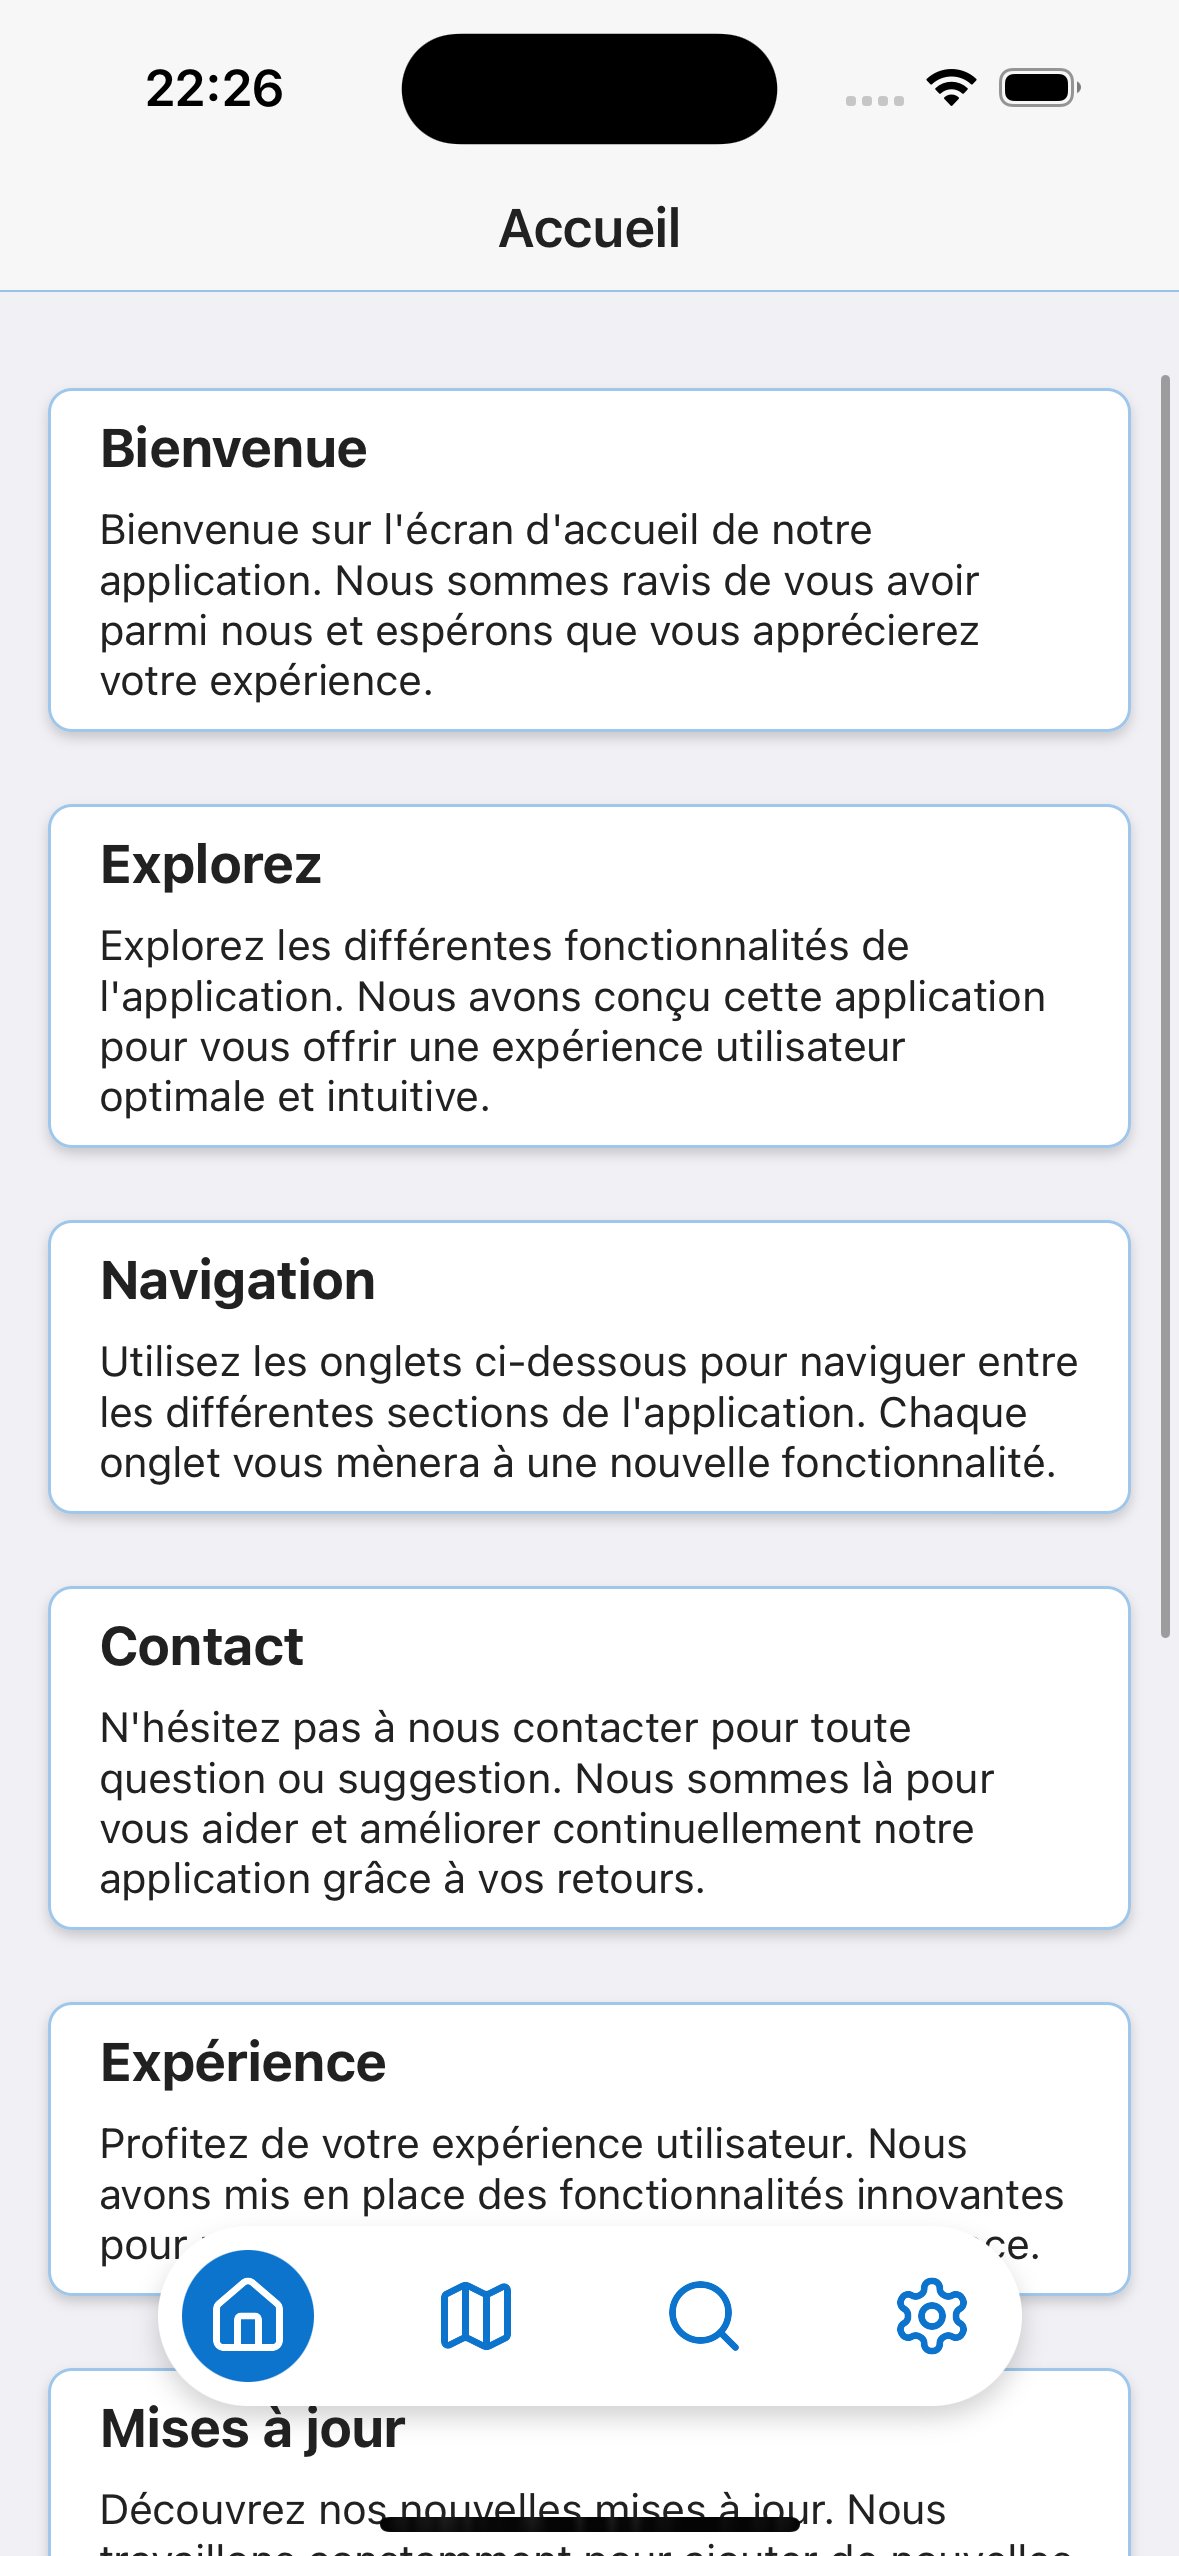 22:26
Accueil
Bienvenue
Bienvenue sur l'écran d'accueil de notre
application. Nous sommes ravis de vous avoir
parmi nous et espérons que vous apprécierez
votre expérience.
Explorez
Explorez les différentes fonctionnalités de
l'application. Nous avons conçu cette application
pour vous offrir une expérience utilisateur
optimale et intuitive.
Navigation
Utilisez les onglets ci-dessous pour naviguer entre
les différentes sections de l'application. Chaque
onglet vous mènera à une nouvelle fonctionnalité.
Contact
N'hésitez pas à nous contacter pour toute
question ou suggestion. Nous sommes là pour
vous aider et améliorer continuellement notre
application grâce à vos retours.
Expérience
Profitez de votre expérience utilisateur. Nous
avons mis en place des fonctionnalités innovantes
pour
Mises à jour
Découvrez nos nouvelles mises à jour. Nous
travaillons constamment pour ajouter de nouvelles